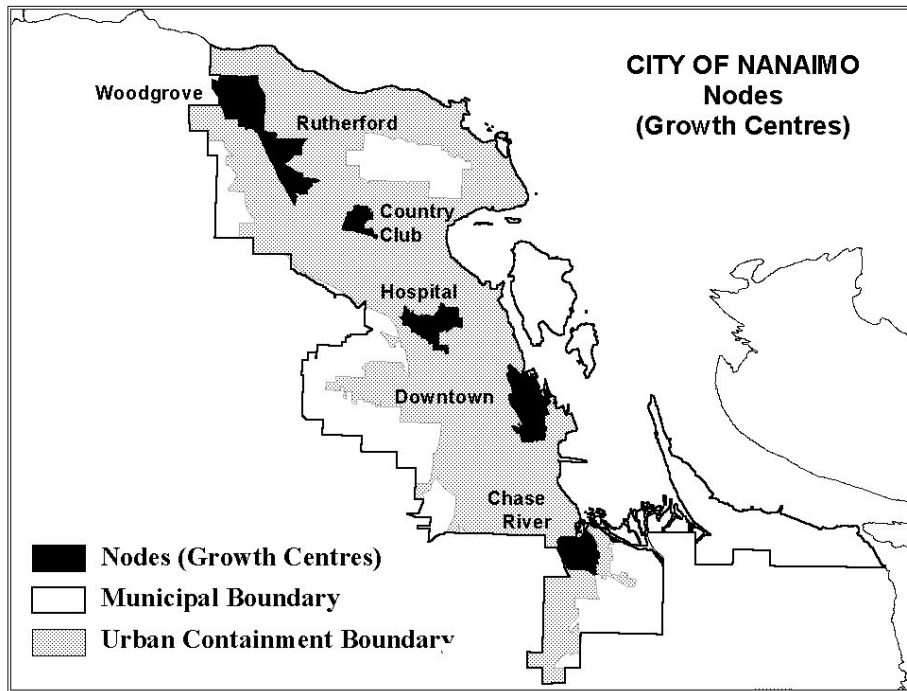 CITY OF NANAIMO
Nodes
(Growth Centres)
Woodgrove
Rutherford
Country
Club
Hospital
Downtown
Chase
River
Nodes (Growth Centres)
Municipal Boundary
Urban Containment Boundary